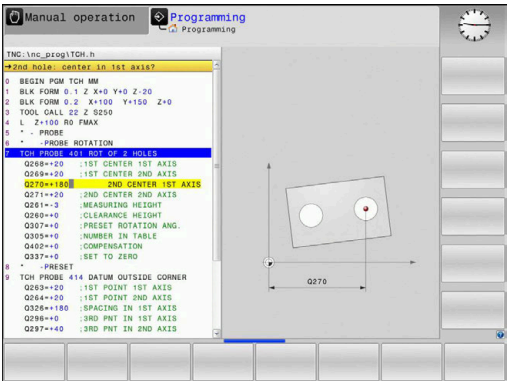 Manual operation
Programming
Programming
TNC:\nc_prog\TCH.h
→2nd hole: center in 1st axis?
0 BEGIN PGM TCH MM
1 BLK FORM 0.1 Z X+0 Y+0 Z-20
2 BLK FORM 0.2 X+100 Y+150 Z+0
3 TOOL CALL 22 Z S250
4 L Z+100 R0 FMAX
5 * - PROBE
6 * -PROBE ROTATION
7 TCH PROBE 401 ROT OF 2 HOLES
Q268=+20 ;1ST CENTER 1ST AXIS
Q269=+20 ;1ST CENTER 2ND AXIS
Q270=+180 2ND CENTER 1ST AXIS
Q271=+20 ;2ND CENTER 2ND AXIS
Q261=-3 ;MEASURING HEIGHT
Q260=+0 ;CLEARANCE HEIGHT
Q307=+0 ;PRESET ROTATION ANG.
Q305=+0 ;NUMBER IN TABLE
Q402=+0 ;COMPENSATION
Q337=+0 ;SET TO ZERO
8 * -PRESET
9 TCH PROBE 414 DATUM OUTSIDE CORNER
Q263=+20 ;1ST POINT 1ST AXIS
Q264=+20 ;1ST POINT 2ND AXIS
Q326=+180 ;SPACING IN 1ST AXIS
Q296=+0 ;3RD PNT IN 1ST AXIS
Q297=+40 ;3RD PNT IN 2ND AXIS
Q270